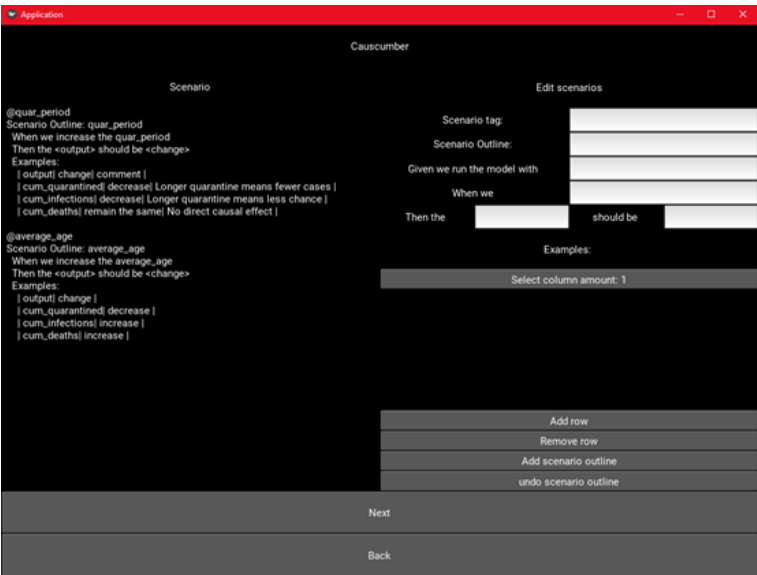 Application
Causcumber
Scenario
@quar_period
Scenario Outline: quar_period
When we increase the quar_period
Then the <output> should be <change>
Examples:
| output| change| comment |
| cum_quarantined| decrease| Longer quarantine means fewer cases |
| cum_infections| decrease| Longer quarantine means less chance |
| cum_deaths| remain the same| No direct causal effect |
@average_age
Scenario Outline: average_age
When we increase the average_age
Then the <output> should be <change>
Examples:
| output| change |
| cum_quarantined| decrease |
| cum_infections| increase |
| cum_deaths| increase |
Edit scenarios
Scenario tag:
Scenario Outline:
Given we run the model with
When we
Then the should be
Examples:
Select column amount: 1
Add row
Remove row
Add scenario outline
undo scenario outline
Next
Back